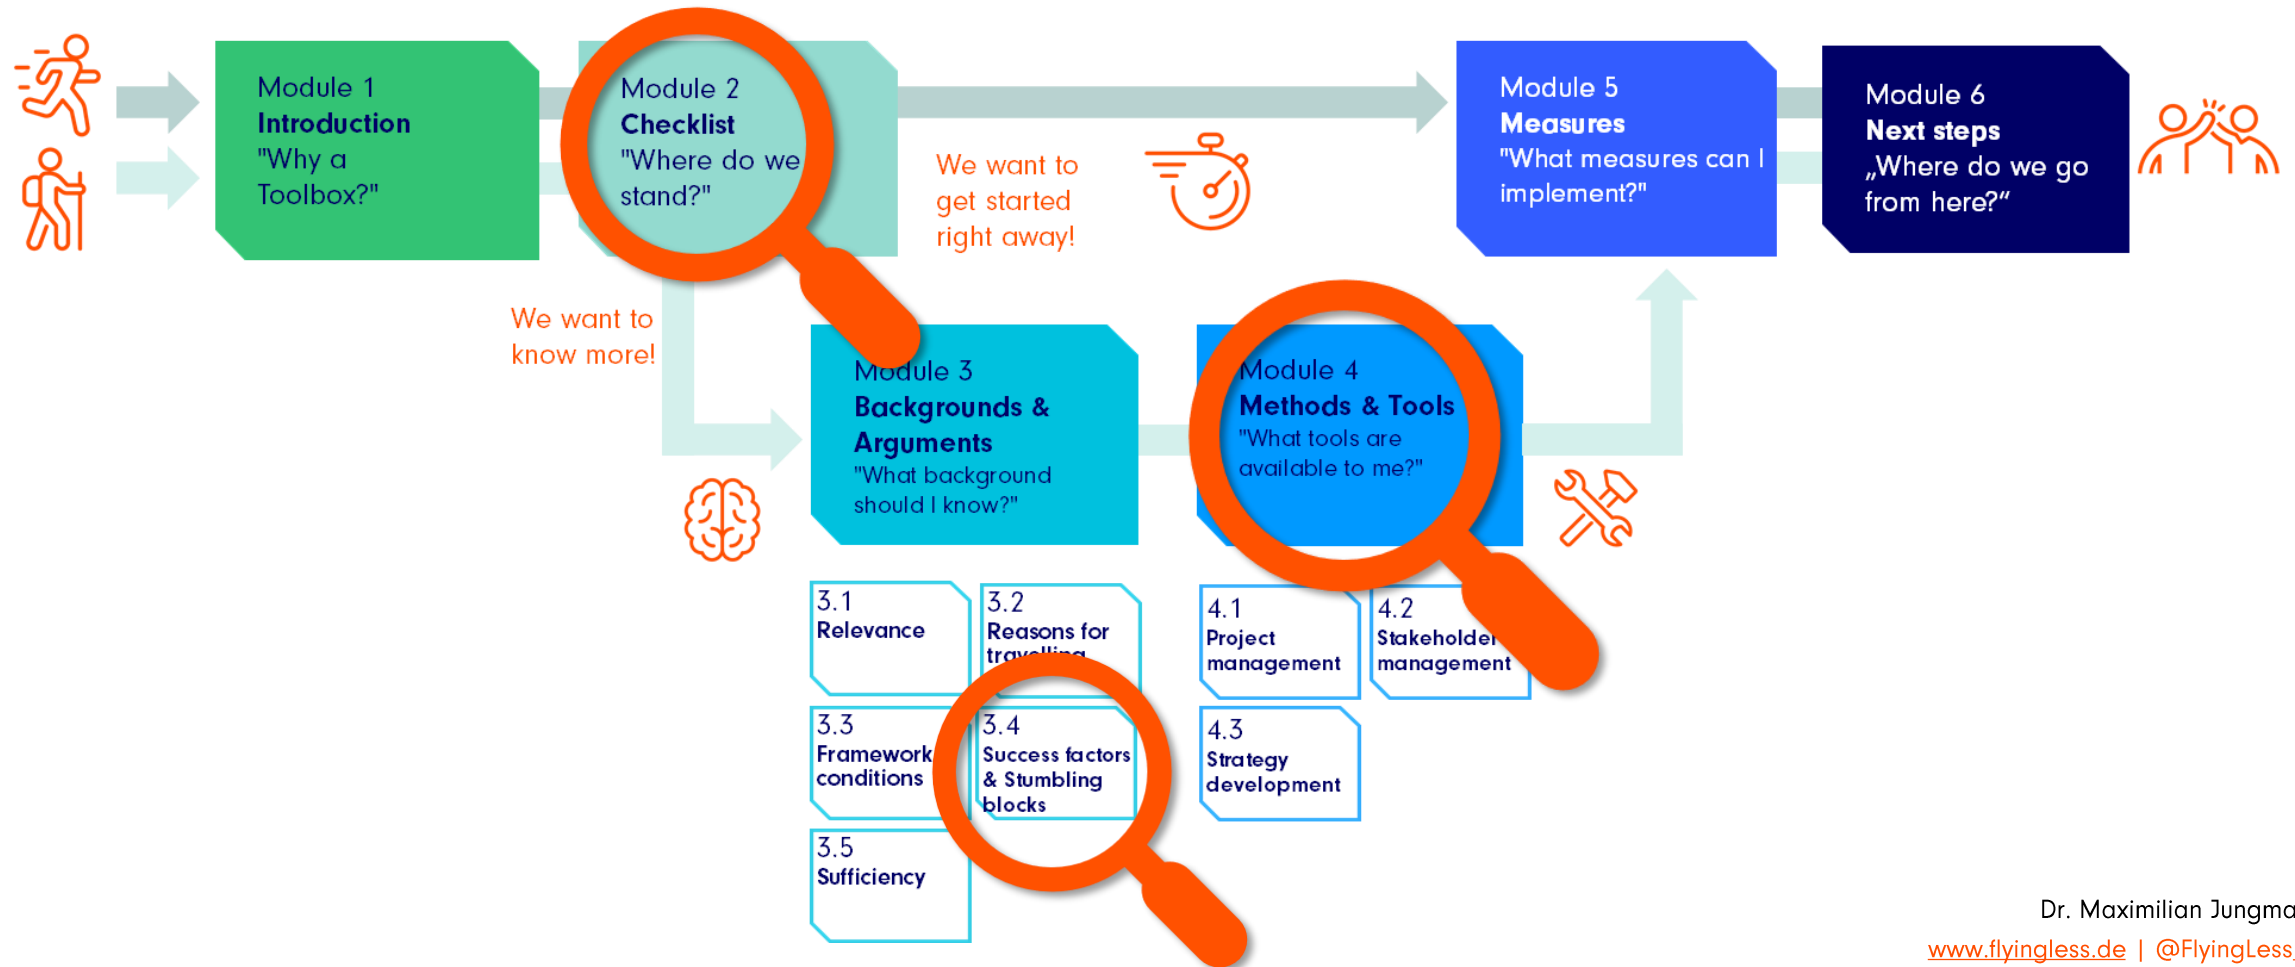 Module 1
Introduction
"Why a
Toolbox?"
Module 2
Checklist
"Where do we
stand?"
We want to
get started
right away!
Module 5
Measures
"What measures can I
implement?"
Module 6
Next steps
„Where do we go
from here?“
We want to
know more!
Module 3
Backgrounds &
Arguments
"What background
should I know?"
Module 4
Methods & Tools
"What tools are
available to me?"
3.1
Relevance
3.2
Reasons for
travelling
3.3
Framework
conditions
3.4
Success factors
& Stumbling
blocks
3.5
Sufficiency
4.1
Project
management
4.2
Stakeholder
management
4.3
Strategy
development
Dr. Maximilian Jungma
www.flyingless.de | @FlyingLess